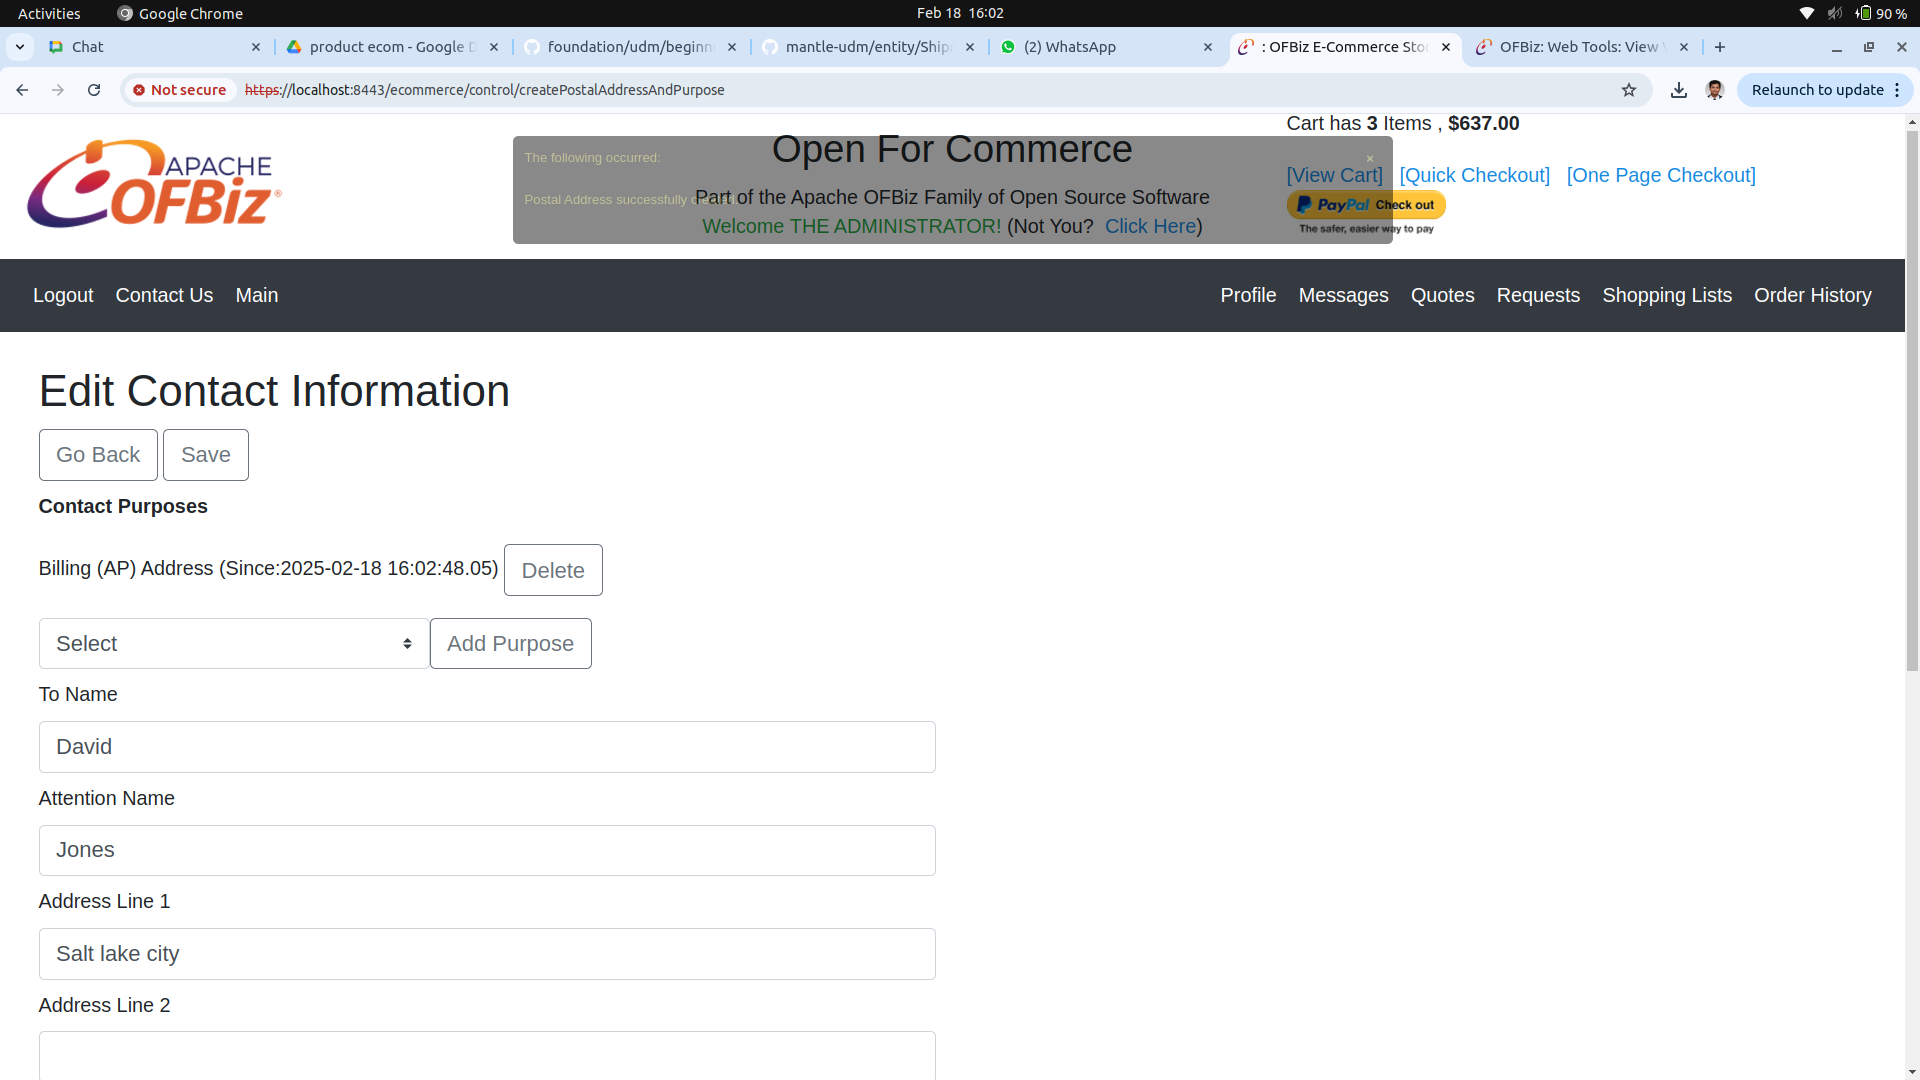 Activities
Google Chrome
Feb 18 16:02
90 %
Chat
product ecom - Google D
foundation/udm/beginn
mantle-udm/entity/Ship
(2) WhatsApp
: OFBiz E-Commerce Sto
OFBiz: Web Tools: View
Not secure
https://localhost:8443/ecommerce/control/createPostalAddressAndPurpose
Relaunch to update
APACHE
OFBiz®
The following occurred:
×
Postal Address successfully created.
Open For Commerce
Part of the Apache OFBiz Family of Open Source Software
Welcome THE ADMINISTRATOR! (Not You? Click Here)
Cart has 3 Items , $637.00
[View Cart] [Quick Checkout] [One Page Checkout]
PayPal Check out
The safer, easier way to pay
Logout Contact Us Main
Profile Messages Quotes Requests Shopping Lists Order History
Edit Contact Information
Go Back Save
Contact Purposes
Billing (AP) Address (Since:2025-02-18 16:02:48.05) Delete
Select Add Purpose
To Name
David
Attention Name
Jones
Address Line 1
Salt lake city
Address Line 2